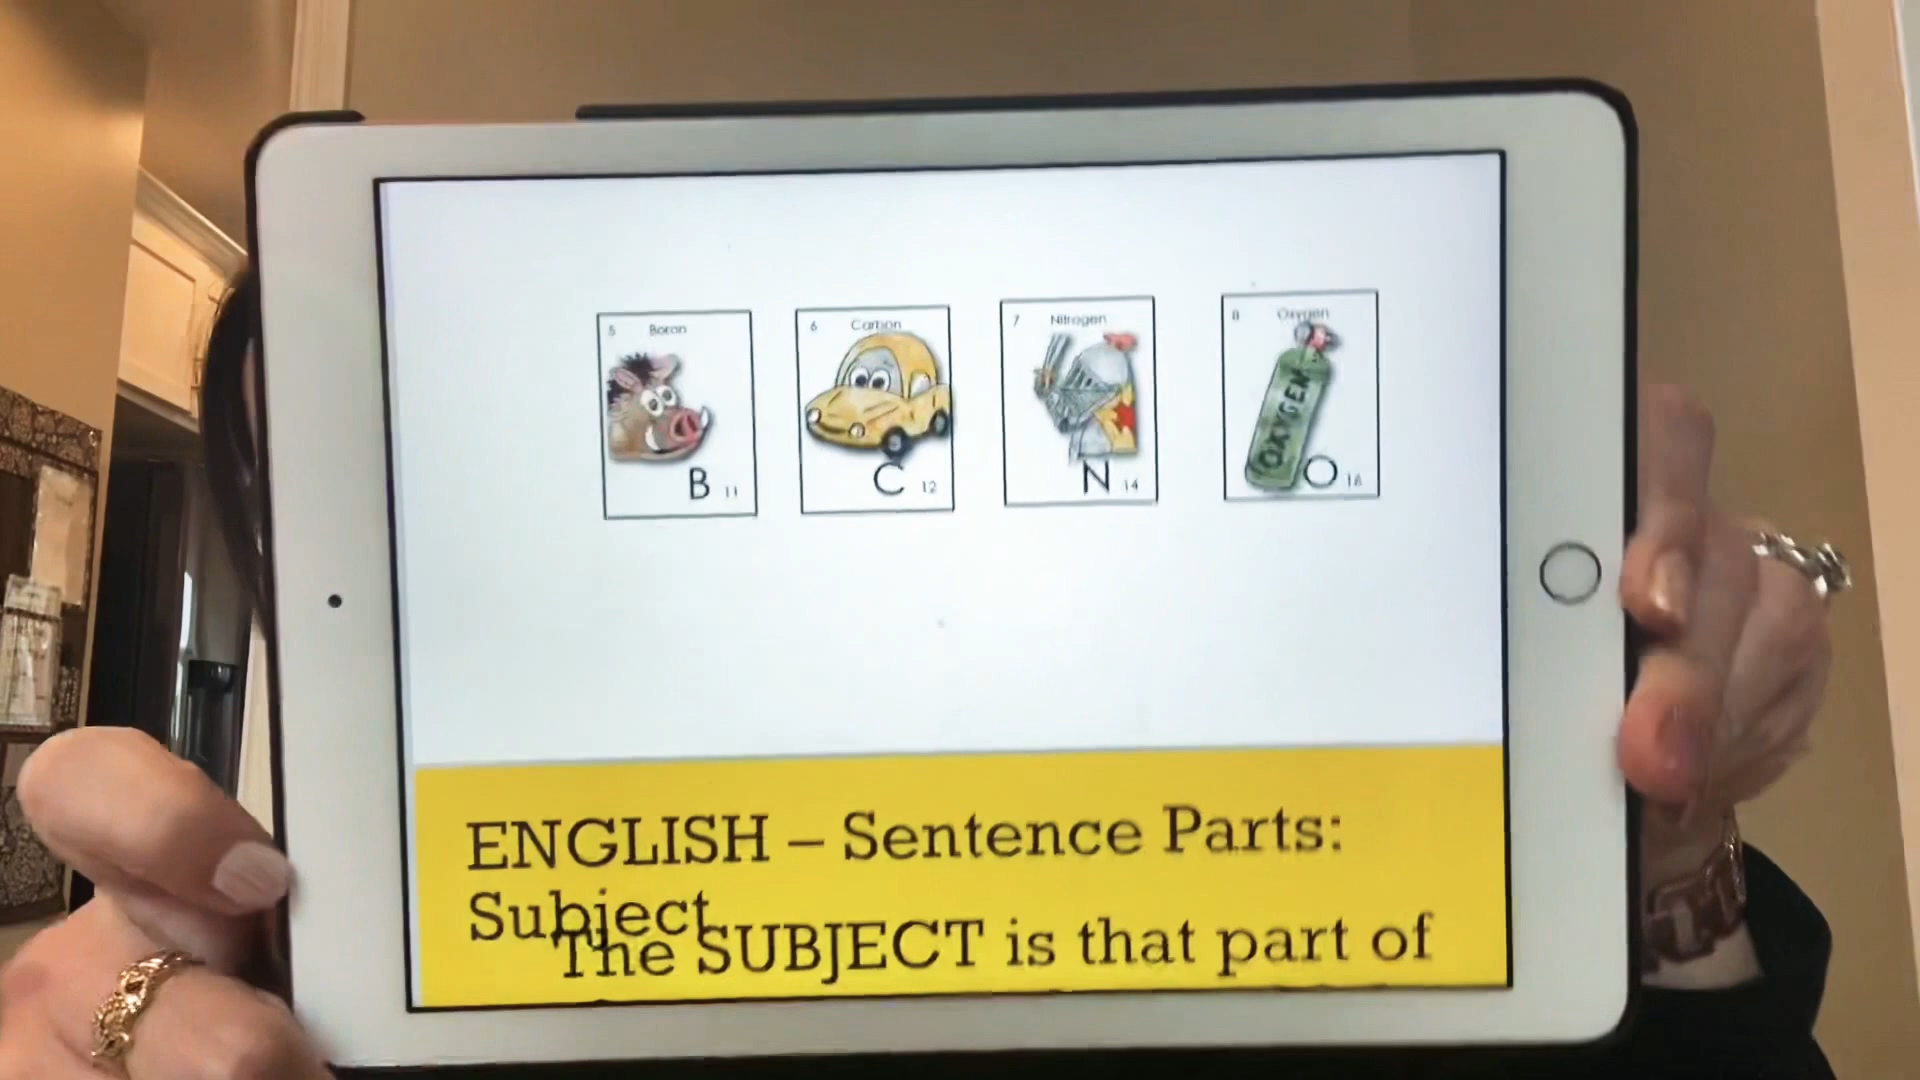 5 Boron
B 11
6 Carbon
C 12
7 Nitrogen
N 14
8 Oxygen
OXYGEN
O 16
ENGLISH – Sentence Parts:
Subject
The SUBJECT is that part of